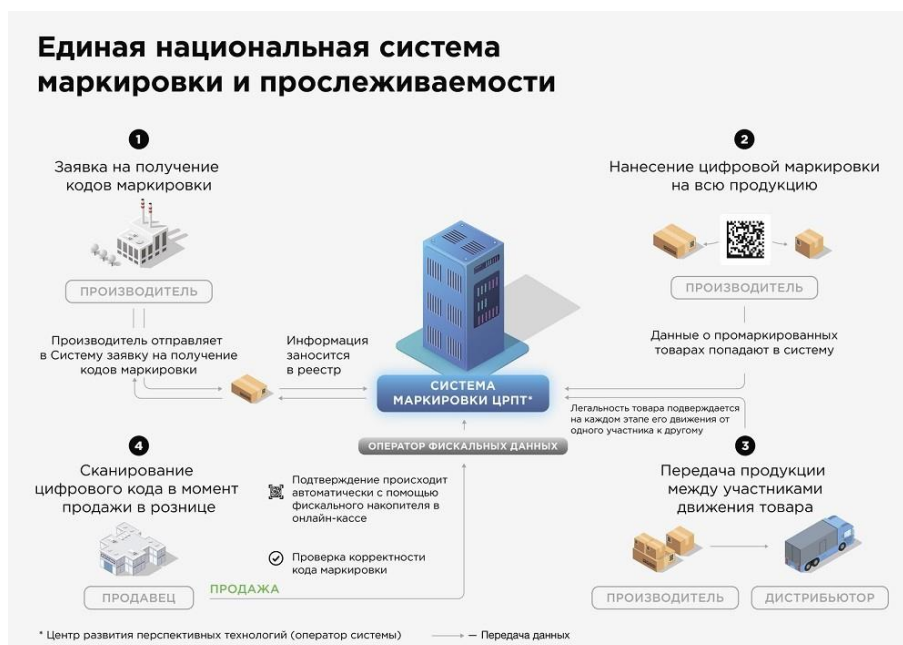 Единая национальная система
маркировки и прослеживаемости
1
Заявка на получение
кодов маркировки
ПРОИЗВОДИТЕЛЬ
Производитель отправляет
в Систему заявку на получение
кодов маркировки
Информация
заносится
в реестр
2
Нанесение цифровой маркировки
на всю продукцию
ПРОИЗВОДИТЕЛЬ
Данные о промаркированных
товарах попадают в систему
СИСТЕМА
МАРКИРОВКИ ЦРПТ*
Легальность товара подтверждается
на каждом этапе его движения от
одного участника к другому
3
Передача продукции
между участниками
движения товара
ПРОИЗВОДИТЕЛЬ
ДИСТРИБЬЮТОР
ОПЕРАТОР ФИСКАЛЬНЫХ ДАННЫХ
4
Сканирование
цифрового кода в момент
продажи в рознице
ПРОДАВЕЦ
ПРОДАЖА
Подтверждение происходит
автоматически с помощью
фискального накопителя в
онлайн-кассе
Проверка корректности
кода маркировки
* Центр развития перспективных технологий (оператор системы)
— Передача данных